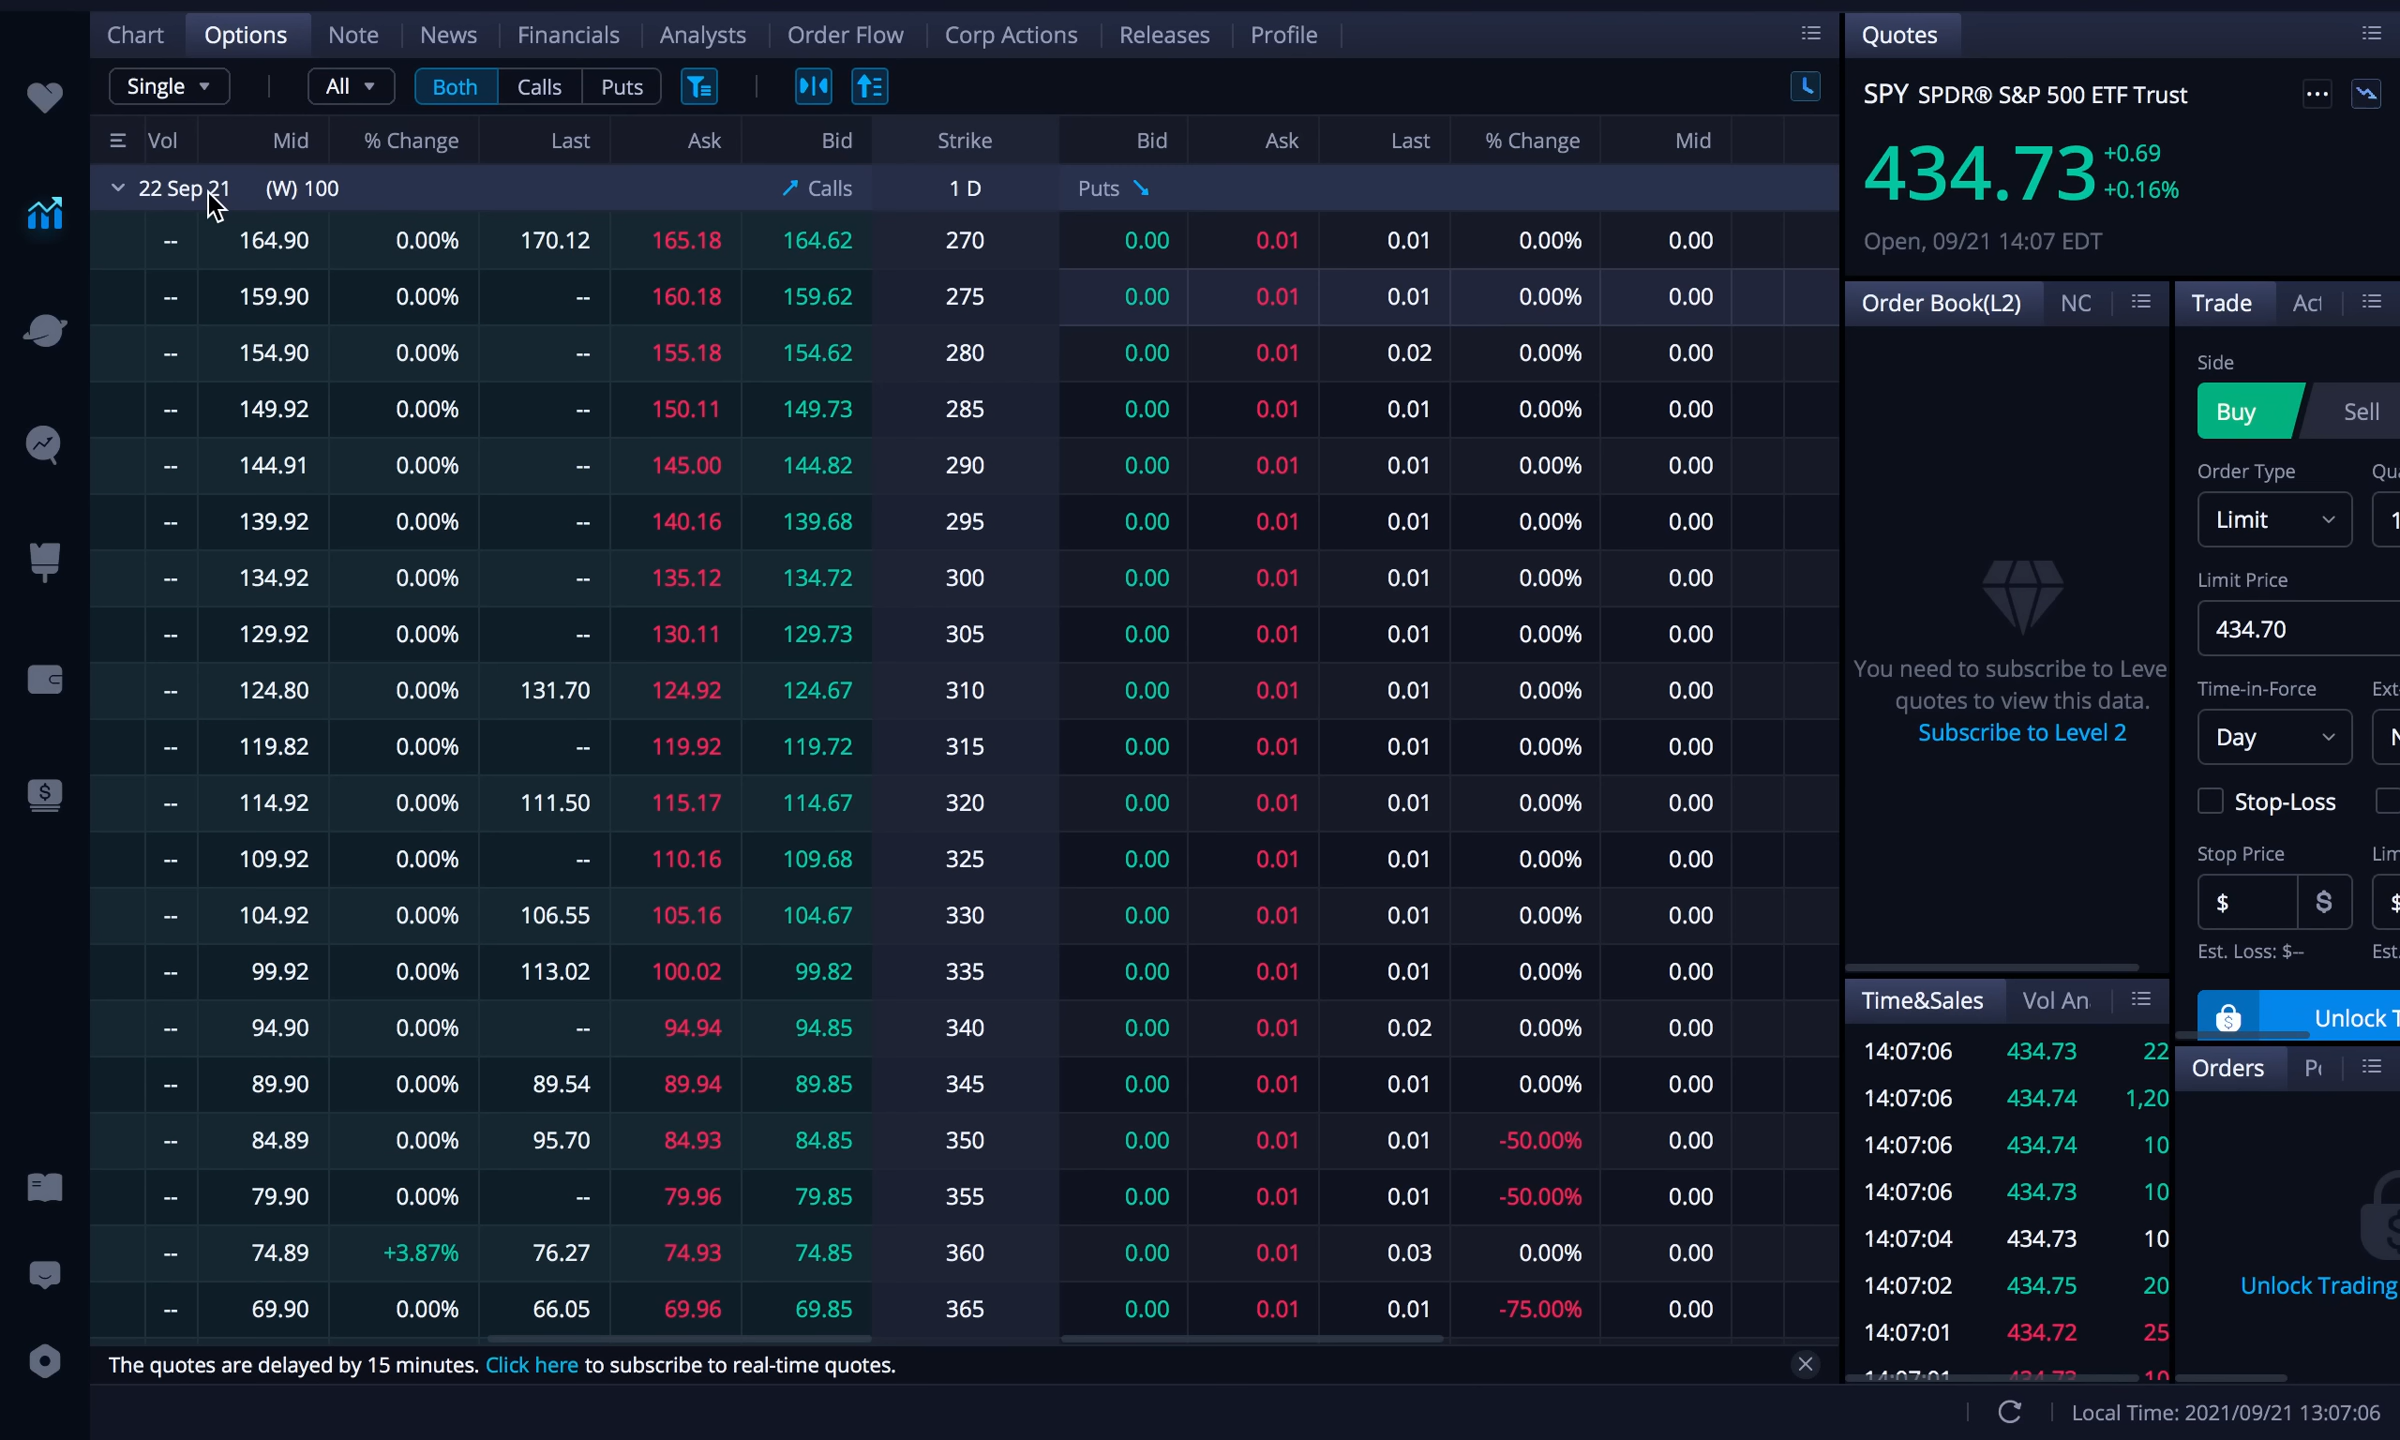 Chart Options Note News Financials Analysts Order Flow Corp Actions Releases Profile
Single All Both Calls Puts
Vol Mid % Change Last Ask Bid Strike Bid Ask Last % Change Mid
22 Sep 21 (W) 100 Calls 1 D Puts
-- 164.90 0.00% 170.12 165.18 164.62 270 0.00 0.01 0.01 0.00% 0.00
-- 159.90 0.00% -- 160.18 159.62 275 0.00 0.01 0.01 0.00% 0.00
-- 154.90 0.00% -- 155.18 154.62 280 0.00 0.01 0.02 0.00% 0.00
-- 149.92 0.00% -- 150.11 149.73 285 0.00 0.01 0.01 0.00% 0.00
-- 144.91 0.00% -- 145.00 144.82 290 0.00 0.01 0.01 0.00% 0.00
-- 139.92 0.00% -- 140.16 139.68 295 0.00 0.01 0.01 0.00% 0.00
-- 134.92 0.00% -- 135.12 134.72 300 0.00 0.01 0.01 0.00% 0.00
-- 129.92 0.00% -- 130.11 129.73 305 0.00 0.01 0.01 0.00% 0.00
-- 124.80 0.00% 131.70 124.92 124.67 310 0.00 0.01 0.01 0.00% 0.00
-- 119.82 0.00% -- 119.92 119.72 315 0.00 0.01 0.01 0.00% 0.00
-- 114.92 0.00% 111.50 115.17 114.67 320 0.00 0.01 0.01 0.00% 0.00
-- 109.92 0.00% -- 110.16 109.68 325 0.00 0.01 0.01 0.00% 0.00
-- 104.92 0.00% 106.55 105.16 104.67 330 0.00 0.01 0.01 0.00% 0.00
-- 99.92 0.00% 113.02 100.02 99.82 335 0.00 0.01 0.01 0.00% 0.00
-- 94.90 0.00% -- 94.94 94.85 340 0.00 0.01 0.02 0.00% 0.00
-- 89.90 0.00% 89.54 89.94 89.85 345 0.00 0.01 0.01 0.00% 0.00
-- 84.89 0.00% 95.70 84.93 84.85 350 0.00 0.01 0.01 -50.00% 0.00
-- 79.90 0.00% -- 79.96 79.85 355 0.00 0.01 0.01 -50.00% 0.00
-- 74.89 +3.87% 76.27 74.93 74.85 360 0.00 0.01 0.03 0.00% 0.00
-- 69.90 0.00% 66.05 69.96 69.85 365 0.00 0.01 0.01 -75.00% 0.00
The quotes are delayed by 15 minutes. Click here to subscribe to real-time quotes.
Quotes
SPY SPDR® S&P 500 ETF Trust
434.73 +0.69
+0.16%
Open, 09/21 14:07 EDT
Order Book(L2) NC
You need to subscribe to Leve
quotes to view this data.
Subscribe to Level 2
Time&Sales Vol An
14:07:06 434.73 22
14:07:06 434.74 1,20
14:07:06 434.74 10
14:07:06 434.73 10
14:07:04 434.73 10
14:07:02 434.75 20
14:07:01 434.72 25
14:07:01 434.73 10
Trade Act
Side
Buy Sell
Order Type Qua
Limit 1
Limit Price
434.70
Time-in-Force Ext
Day N
Stop-Loss
Stop Price Lim
$ $ $
Est. Loss: $-- Est.
Unlock T
Orders Po
Unlock Trading
Local Time: 2021/09/21 13:07:06